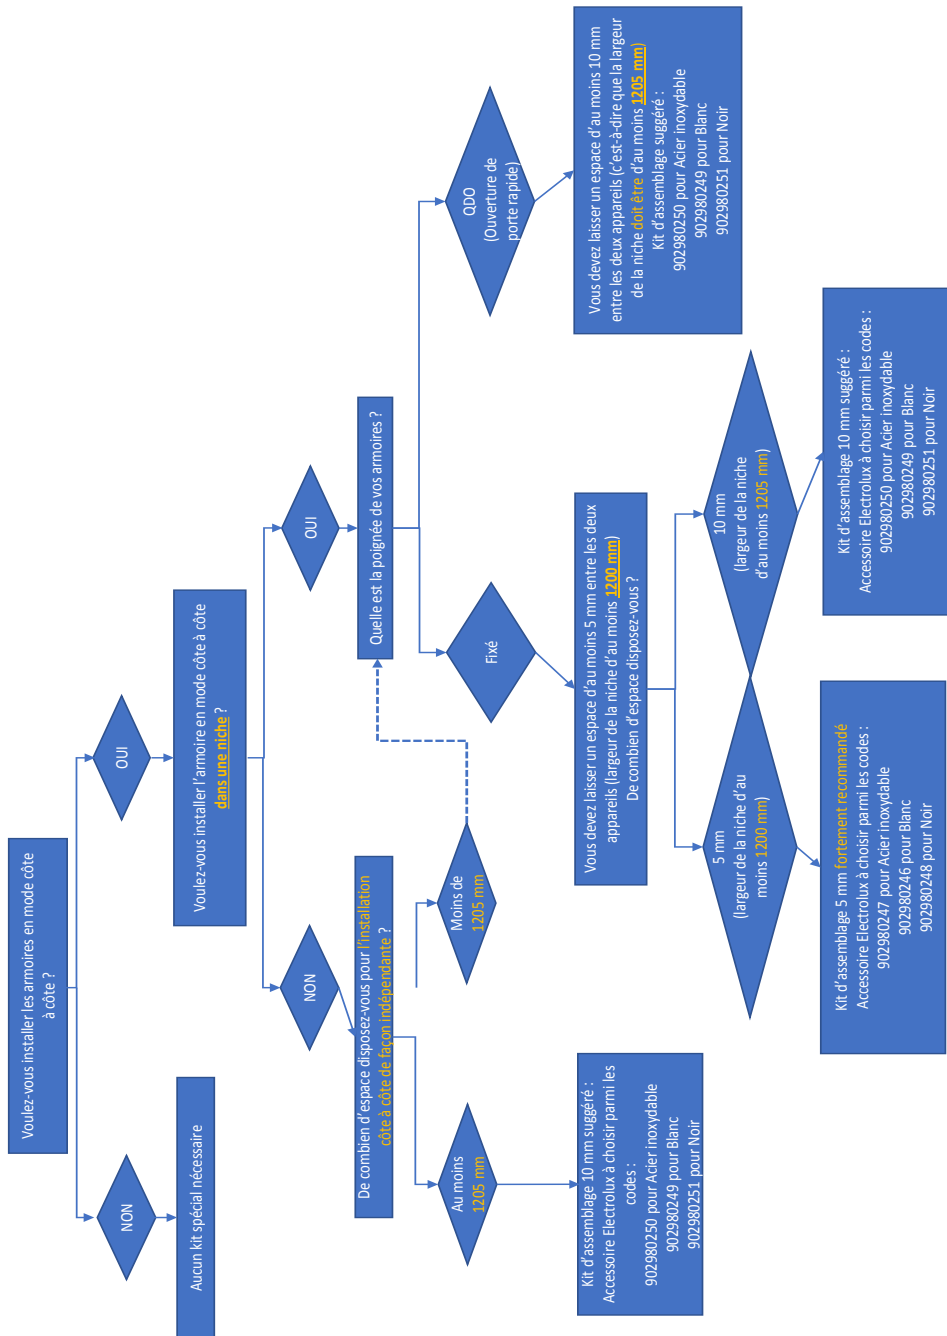 Voulez-vous installer les armoires en mode côte
à côte ?
NON
OUI
Aucun kit spécial nécessaire
Voulez-vous installer l’armoire en mode côte à côte
dans une niche ?
NON
OUI
De combien d’espace disposez-vous pour l’installation
côte à côte de façon indépendante ?
Quelle est la poignée de vos armoires ?
Au moins
1205 mm
Moins de
1205 mm
Fixé
QDO
(Ouverture de
porte rapide)
Kit d’assemblage 10 mm suggéré :
Accessoire Electrolux à choisir parmi les
codes :
902980250 pour Acier inoxydable
902980249 pour Blanc
902980251 pour Noir
Vous devez laisser un espace d’au moins 5 mm entre les deux
appareils (largeur de la niche d’au moins 1200 mm)
De combien d’espace disposez-vous ?
Vous devez laisser un espace d’au moins 10 mm
entre les deux appareils (c’est-à-dire que la largeur
de la niche doit être d’au moins 1205 mm)
Kit d’assemblage suggéré :
902980250 pour Acier inoxydable
902980249 pour Blanc
902980251 pour Noir
5 mm
(largeur de la niche d’au
moins 1200 mm)
10 mm
(largeur de la niche
d’au moins 1205 mm)
Kit d’assemblage 5 mm fortement recommandé
Accessoire Electrolux à choisir parmi les codes :
902980247 pour Acier inoxydable
902980246 pour Blanc
902980248 pour Noir
Kit d’assemblage 10 mm suggéré :
Accessoire Electrolux à choisir parmi les codes :
902980250 pour Acier inoxydable
902980249 pour Blanc
902980251 pour Noir